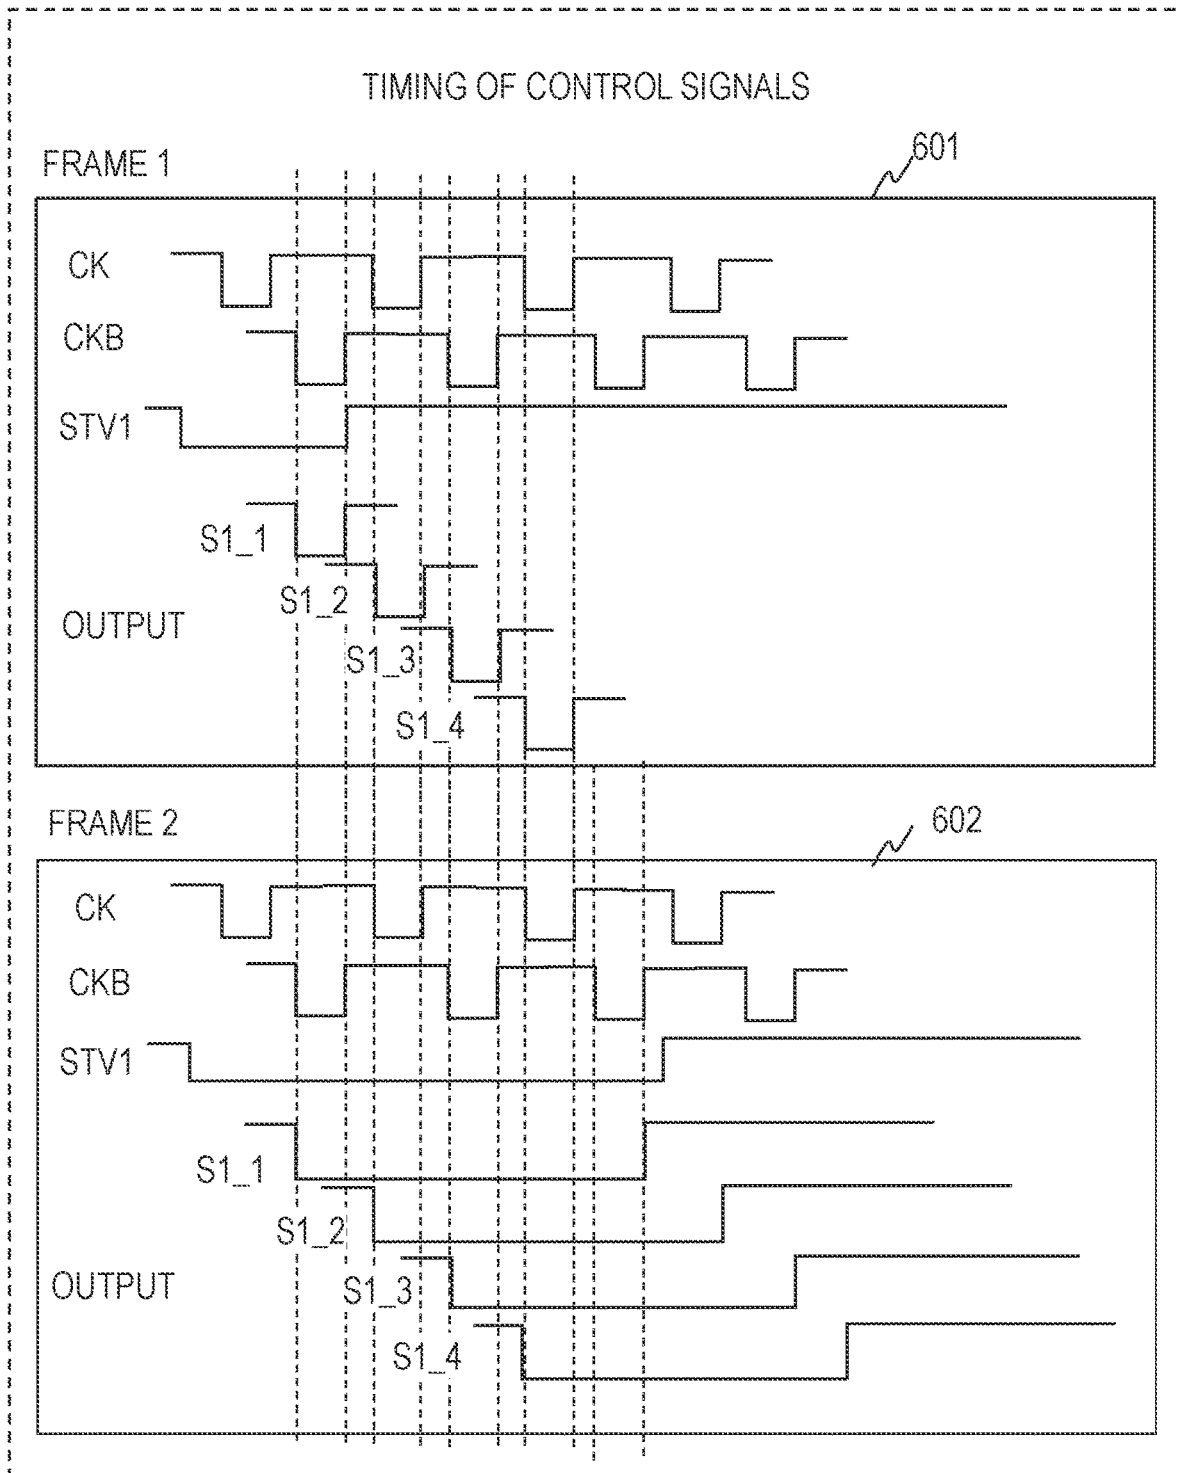 TIMING OF CONTROL SIGNALS
601
FRAME 1
CK
CKB
STV1
S1_1
S1_2
OUTPUT
S1_3
S1_4
FRAME 2
602
CK
CKB
STV1
S1_1
S1_2
OUTPUT
S1_3
S1_4